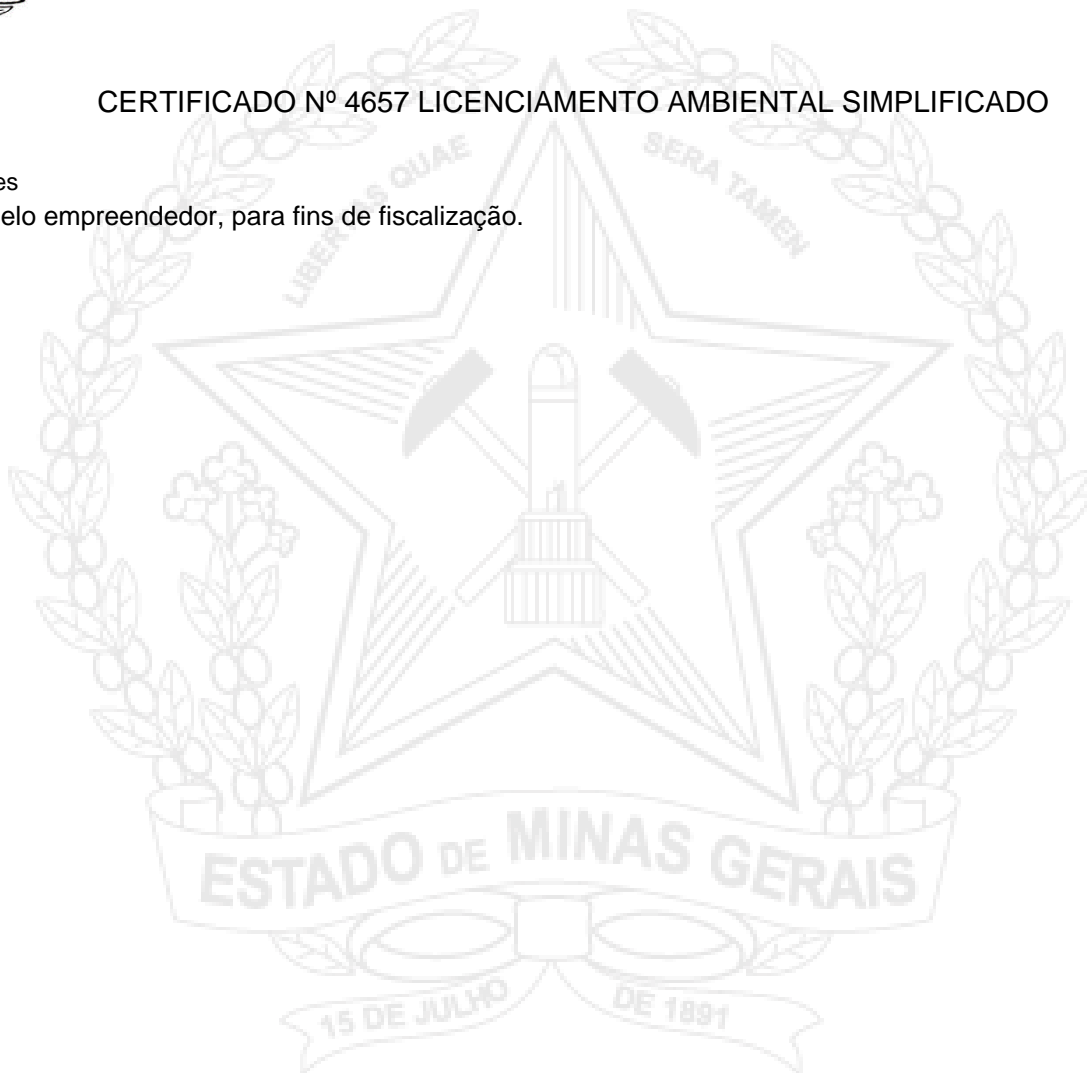 CERTIFICADO Nº 4657 LICENCIAMENTO AMBIENTAL SIMPLIFICADO
es
elo empreendedor, para fins de fiscalização.
LIBERTAS QUAE SERA TAMEN
ESTADO DE MINAS GERAIS
15 DE JULHO DE 1891